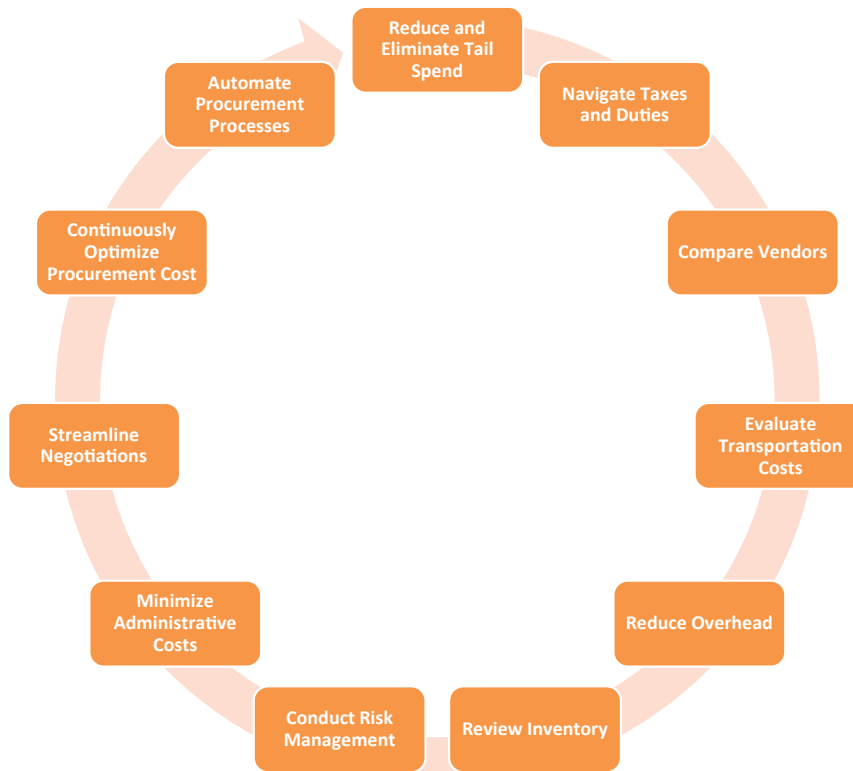 Reduce and
Eliminate Tail
Spend
Navigate Taxes
and Duties
Compare Vendors
Evaluate
Transportation
Costs
Reduce Overhead
Review Inventory
Conduct Risk
Management
Minimize
Administrative
Costs
Streamline
Negotiations
Continuously
Optimize
Procurement Cost
Automate
Procurement
Processes